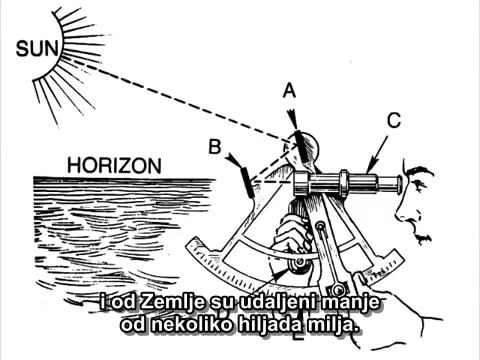 SUN
A
C
B
HORIZON
i od Zemlje su udaljeni manje
od nekoliko hiljada milja.
E